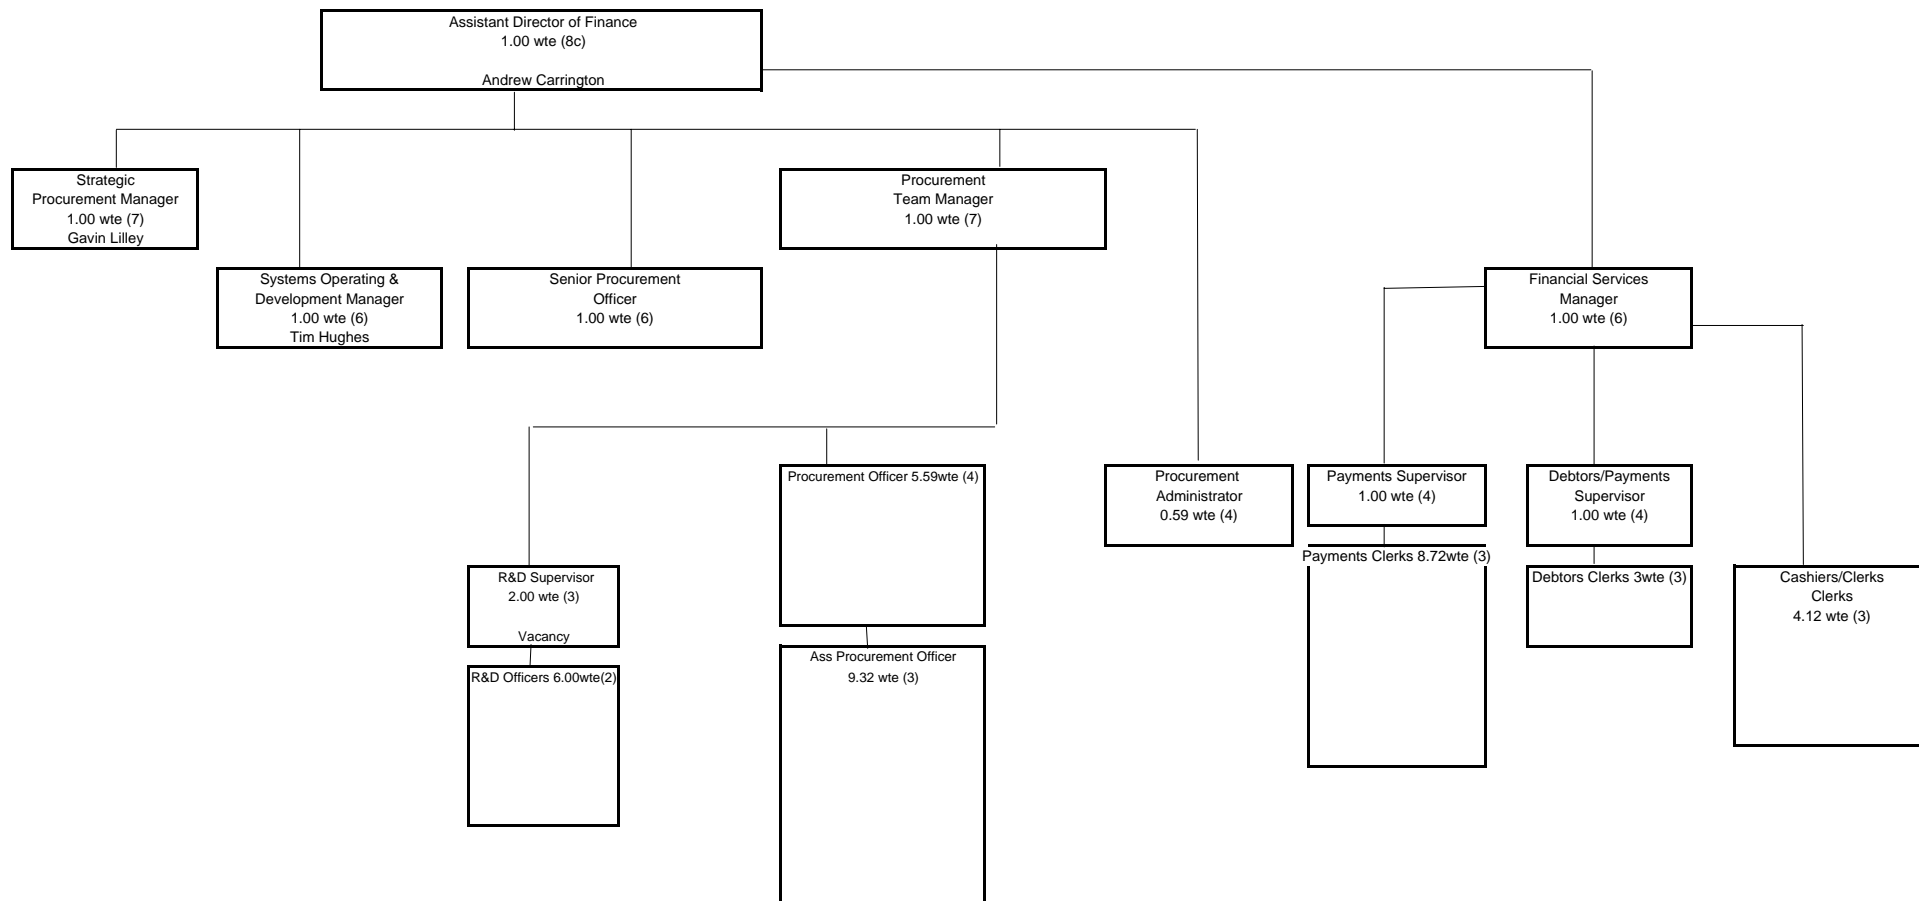 Assistant Director of Finance
1.00 wte (8c)
Andrew Carrington
Strategic
Procurement Manager
1.00 wte (7)
Gavin Lilley
Procurement
Team Manager
1.00 wte (7)
Systems Operating &
Development Manager
1.00 wte (6)
Tim Hughes
Senior Procurement
Officer
1.00 wte (6)
Financial Services
Manager
1.00 wte (6)
Procurement Officer 5.59wte (4)
Procurement
Administrator
0.59 wte (4)
Payments Supervisor
1.00 wte (4)
Debtors/Payments
Supervisor
1.00 wte (4)
Payments Clerks 8.72wte (3)
R&D Supervisor
2.00 wte (3)
Vacancy
Debtors Clerks 3wte (3)
Cashiers/Clerks
Clerks
4.12 wte (3)
Ass Procurement Officer
9.32 wte (3)
R&D Officers 6.00wte(2)